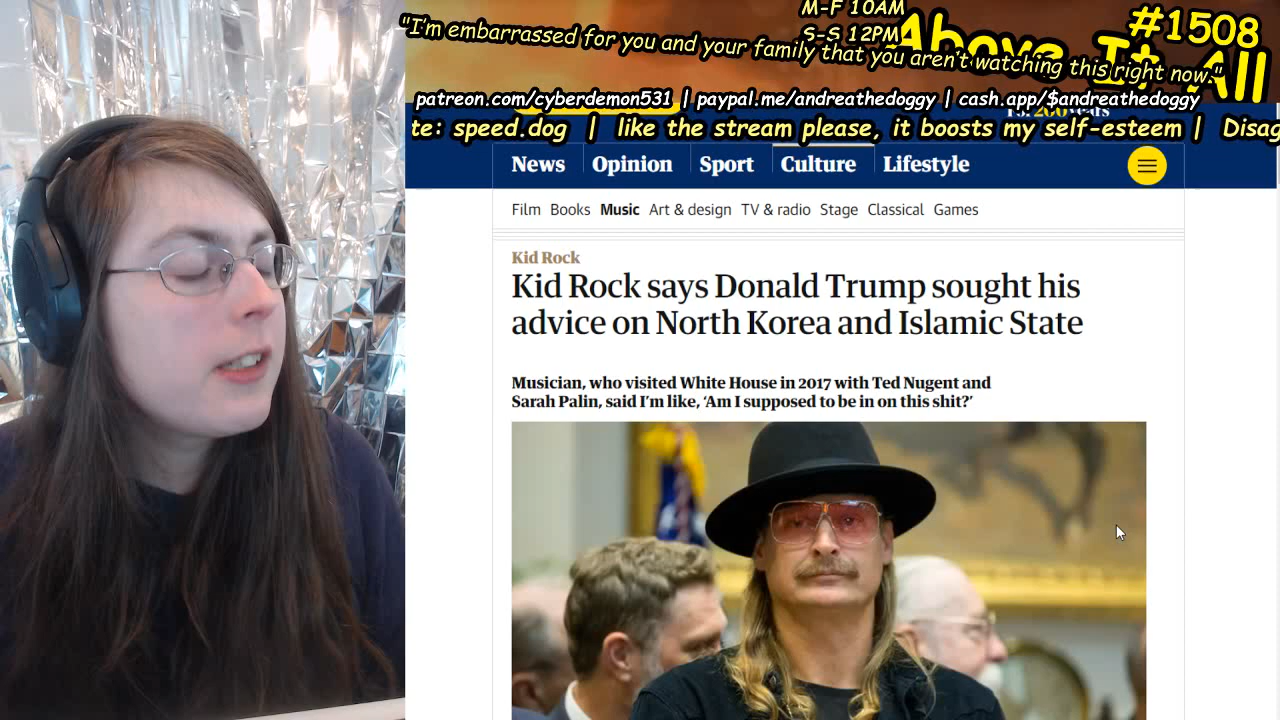 M-F 10AM
S-S 12PM
Above It All
#1508
"I'm embarrassed for you and your family that you aren't watching this right now."
patreon.com/cyberdemon531 | paypal.me/andreathedoggy | cash.app/$andreathedoggy
te: speed.dog | like the stream please, it boosts my self-esteem | Disag
News Opinion Sport Culture Lifestyle
Film Books Music Art & design TV & radio Stage Classical Games
Kid Rock
Kid Rock says Donald Trump sought his
advice on North Korea and Islamic State
Musician, who visited White House in 2017 with Ted Nugent and
Sarah Palin, said I'm like, 'Am I supposed to be in on this shit?'